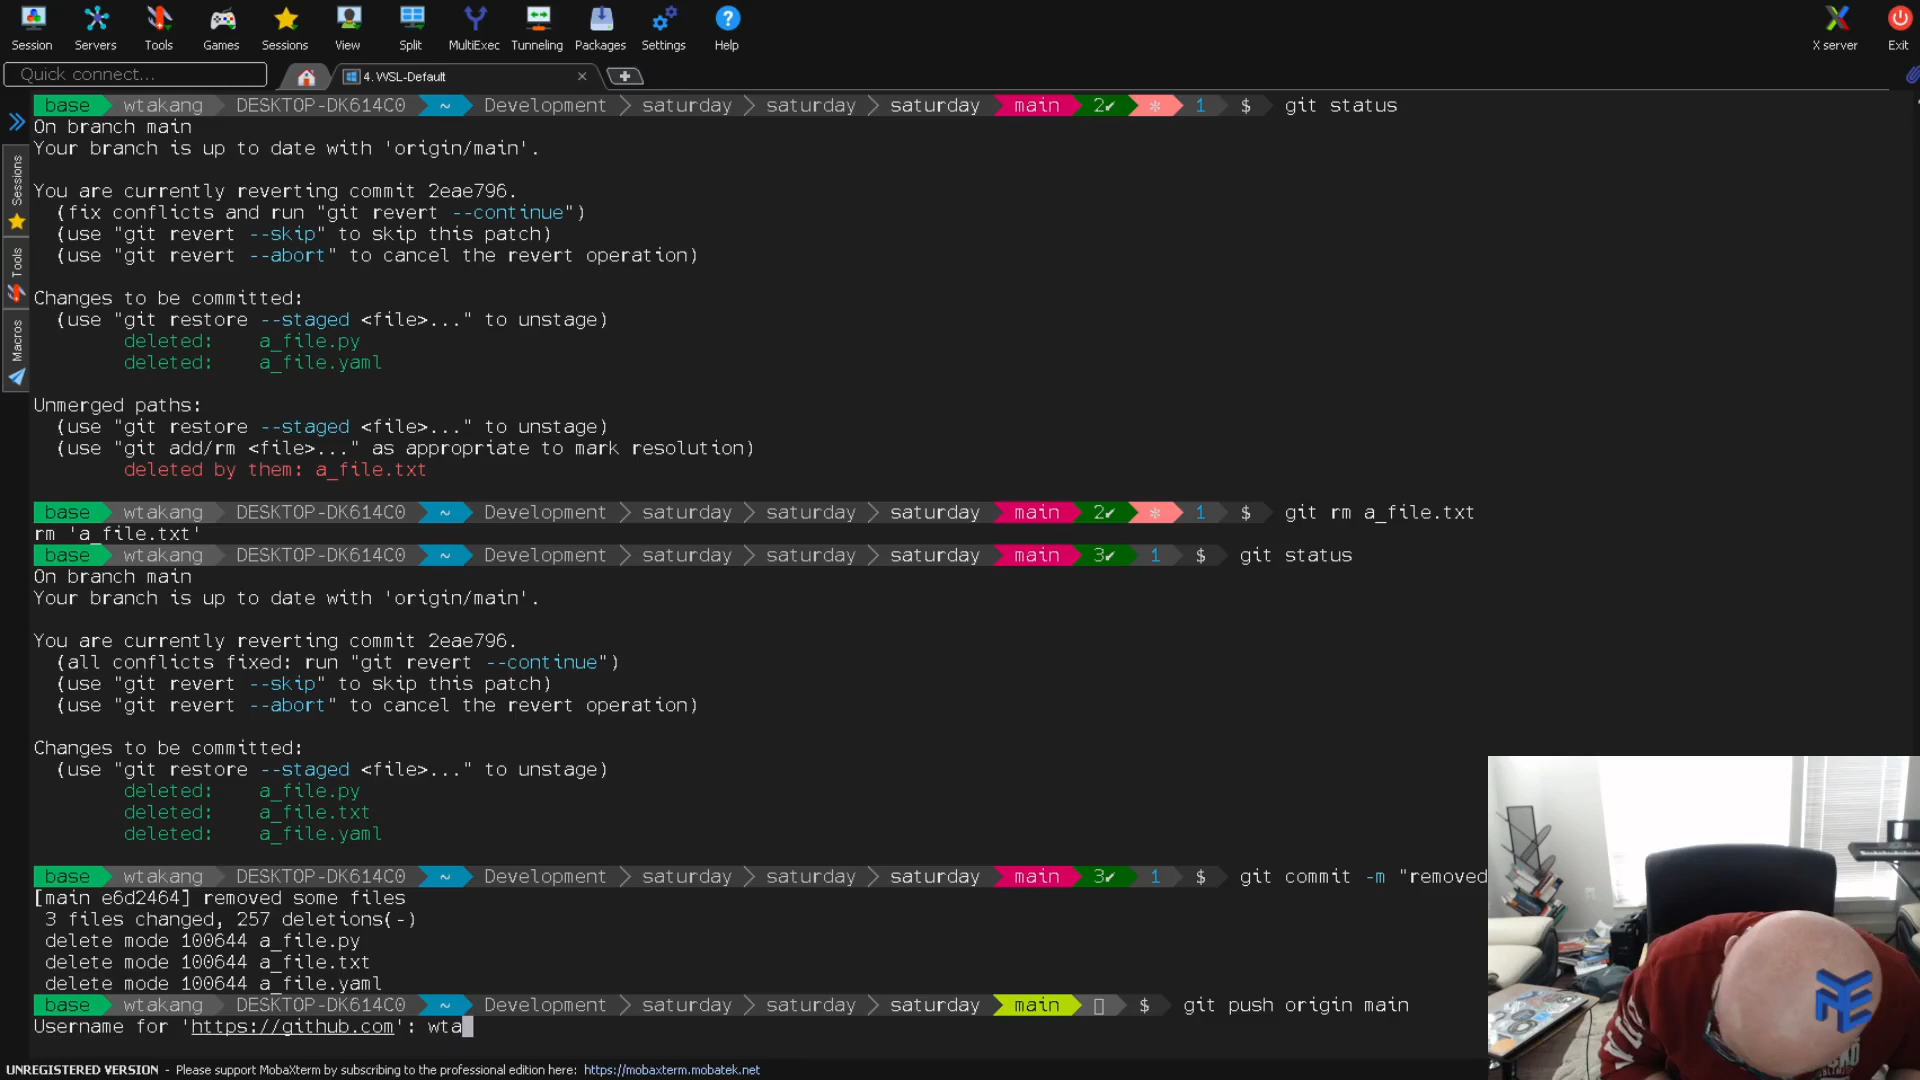 Session
Servers
Tools
Games
Sessions
View
Split
MultiExec
Tunneling
Packages
Settings
Help
X server
Exit
Quick connect...
4. WSL-Default
Sessions
Tools
Macros
base wtakang DESKTOP-DK614C0 ~ Development saturday saturday saturday main 2✔ * 1 $ git status
On branch main
Your branch is up to date with 'origin/main'.
You are currently reverting commit 2eae796.
(fix conflicts and run "git revert --continue")
(use "git revert --skip" to skip this patch)
(use "git revert --abort" to cancel the revert operation)
Changes to be committed:
(use "git restore --staged <file>..." to unstage)
deleted: a_file.py
deleted: a_file.yaml
Unmerged paths:
(use "git restore --staged <file>..." to unstage)
(use "git add/rm <file>..." as appropriate to mark resolution)
deleted by them: a_file.txt
base wtakang DESKTOP-DK614C0 ~ Development saturday saturday saturday main 2✔ * 1 $ git rm a_file.txt
rm 'a_file.txt'
base wtakang DESKTOP-DK614C0 ~ Development saturday saturday saturday main 3✔ 1 $ git status
On branch main
Your branch is up to date with 'origin/main'.
You are currently reverting commit 2eae796.
(all conflicts fixed: run "git revert --continue")
(use "git revert --skip" to skip this patch)
(use "git revert --abort" to cancel the revert operation)
Changes to be committed:
(use "git restore --staged <file>..." to unstage)
deleted: a_file.py
deleted: a_file.txt
deleted: a_file.yaml
base wtakang DESKTOP-DK614C0 ~ Development saturday saturday saturday main 3✔ 1 $ git commit -m "removed
[main e6d2464] removed some files
3 files changed, 257 deletions(-)
delete mode 100644 a_file.py
delete mode 100644 a_file.txt
delete mode 100644 a_file.yaml
base wtakang DESKTOP-DK614C0 ~ Development saturday saturday saturday main $ git push origin main
Username for 'https://github.com': wta
UNREGISTERED VERSION - Please support MobaXterm by subscribing to the professional edition here: https://mobaxterm.mobatek.net